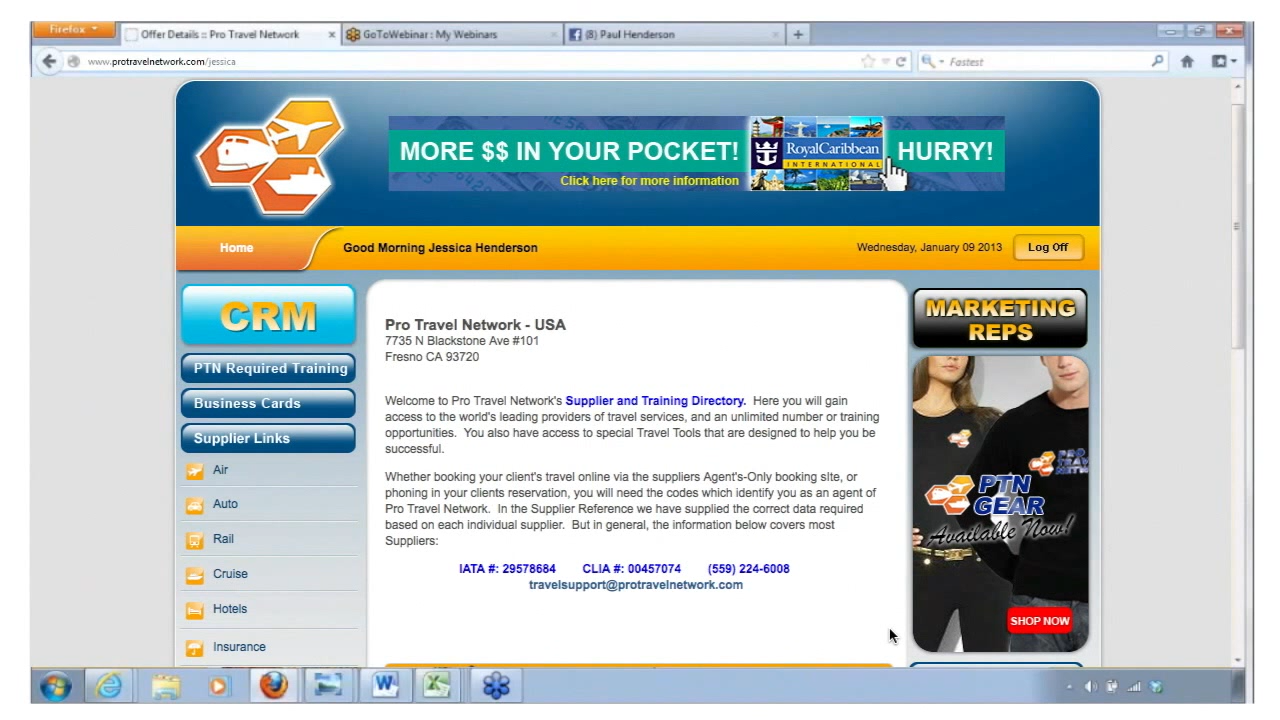 Firefox
Offer Details :: Pro Travel Network
GoToWebinar : My Webinars
(8) Paul Henderson
www.protravelnetwork.com/jessica
Fastest
MORE $$ IN YOUR POCKET!
RoyalCaribbean
INTERNATIONAL
HURRY!
Click here for more information
Home
Good Morning Jessica Henderson
Wednesday, January 09 2013
Log Off
CRM
PTN Required Training
Business Cards
Supplier Links
Air
Auto
Rail
Cruise
Hotels
Insurance
Pro Travel Network - USA
7735 N Blackstone Ave #101
Fresno CA 93720
Welcome to Pro Travel Network's Supplier and Training Directory. Here you will gain
access to the world's leading providers of travel services, and an unlimited number or training
opportunities. You also have access to special Travel Tools that are designed to help you be
successful.
Whether booking your client's travel online via the suppliers Agent's-Only booking site, or
phoning in your clients reservation, you will need the codes which identify you as an agent of
Pro Travel Network. In the Supplier Reference we have supplied the correct data required
based on each individual supplier. But in general, the information below covers most
Suppliers:
IATA #: 29578684 CLIA #: 00457074 (559) 224-6008
travelsupport@protravelnetwork.com
MARKETING
REPS
PTN
GEAR
Available Now!
SHOP NOW